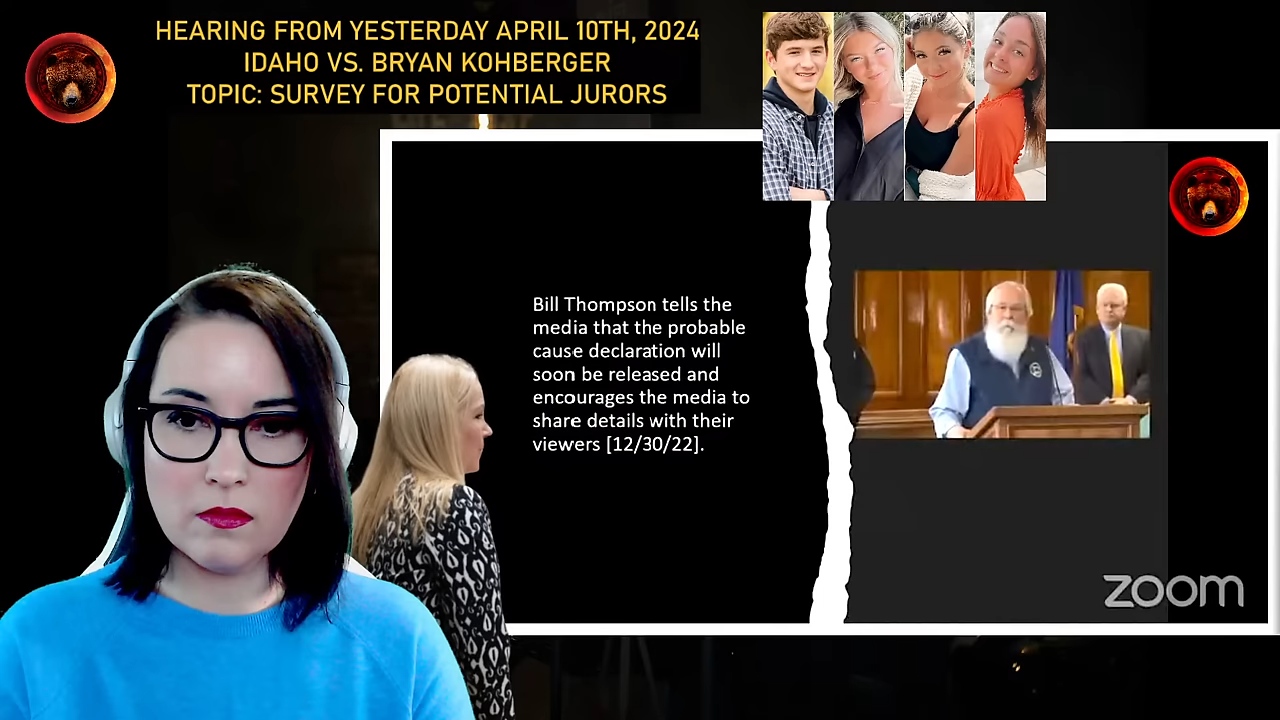 HEARING FROM YESTERDAY APRIL 10TH, 2024
IDAHO VS. BRYAN KOHBERGER
TOPIC: SURVEY FOR POTENTIAL JURORS
Bill Thompson tells the
media that the probable
cause declaration will
soon be released and
encourages the media to
share details with their
viewers [12/30/22].
zoom